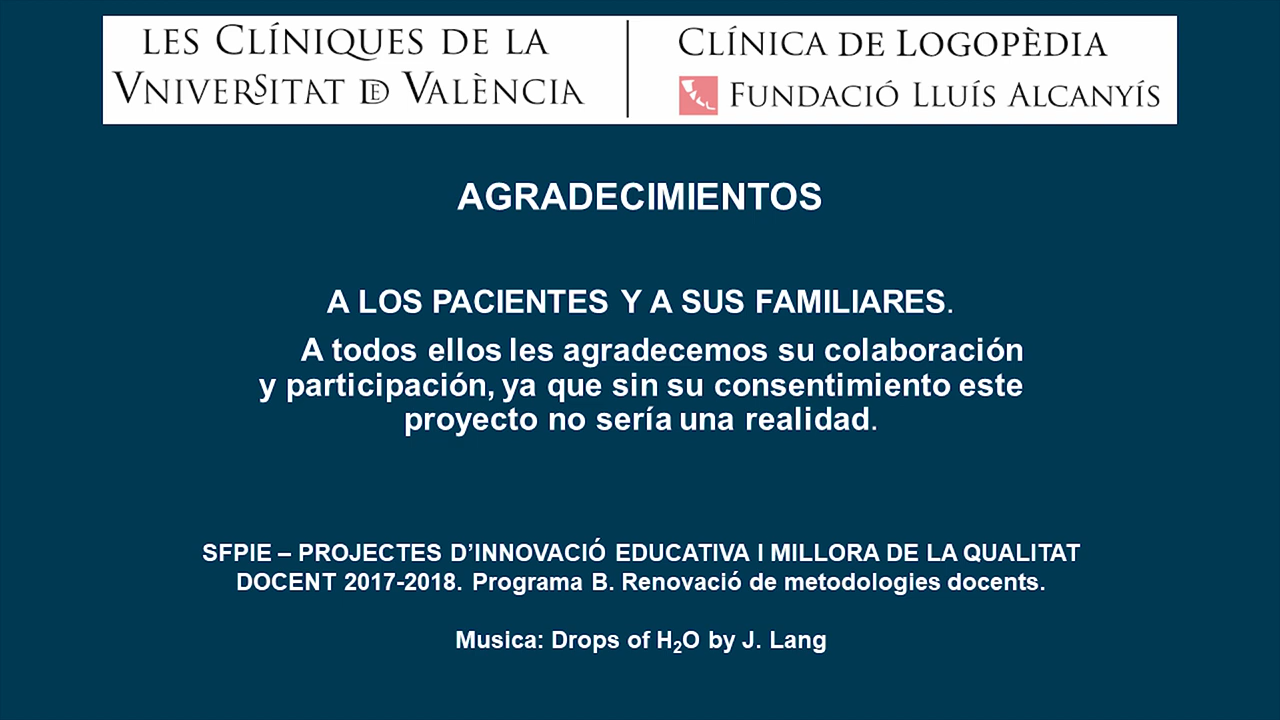 LES CLÍNIQUES DE LA
VNIVERSITAT DE VALÈNCIA
CLÍNICA DE LOGOPÈDIA
FUNDACIÓ LLUÍS ALCANYÍS
AGRADECIMIENTOS
A LOS PACIENTES Y A SUS FAMILIARES.
A todos ellos les agradecemos su colaboración
y participación, ya que sin su consentimiento este
proyecto no sería una realidad.
SFPIE – PROJECTES D’INNOVACIÓ EDUCATIVA I MILLORA DE LA QUALITAT
DOCENT 2017-2018. Programa B. Renovació de metodologies docents.
Musica: Drops of H₂O by J. Lang